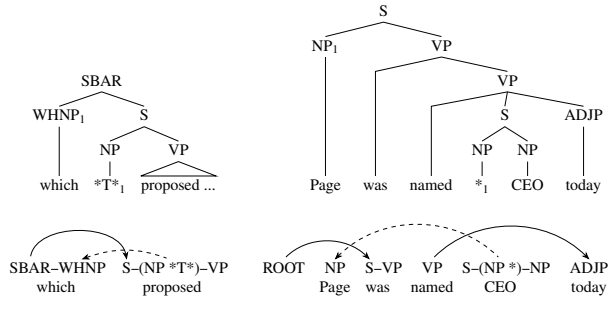 S
NP₁ VP
SBAR VP
WHNP₁ S S ADJP
NP VP NP NP
which *T*₁ proposed ... Page was named *₁ CEO today
SBAR–WHNP S–(NP *T*)–VP ROOT NP S–VP VP S–(NP *)–NP ADJP
which proposed Page was named CEO today